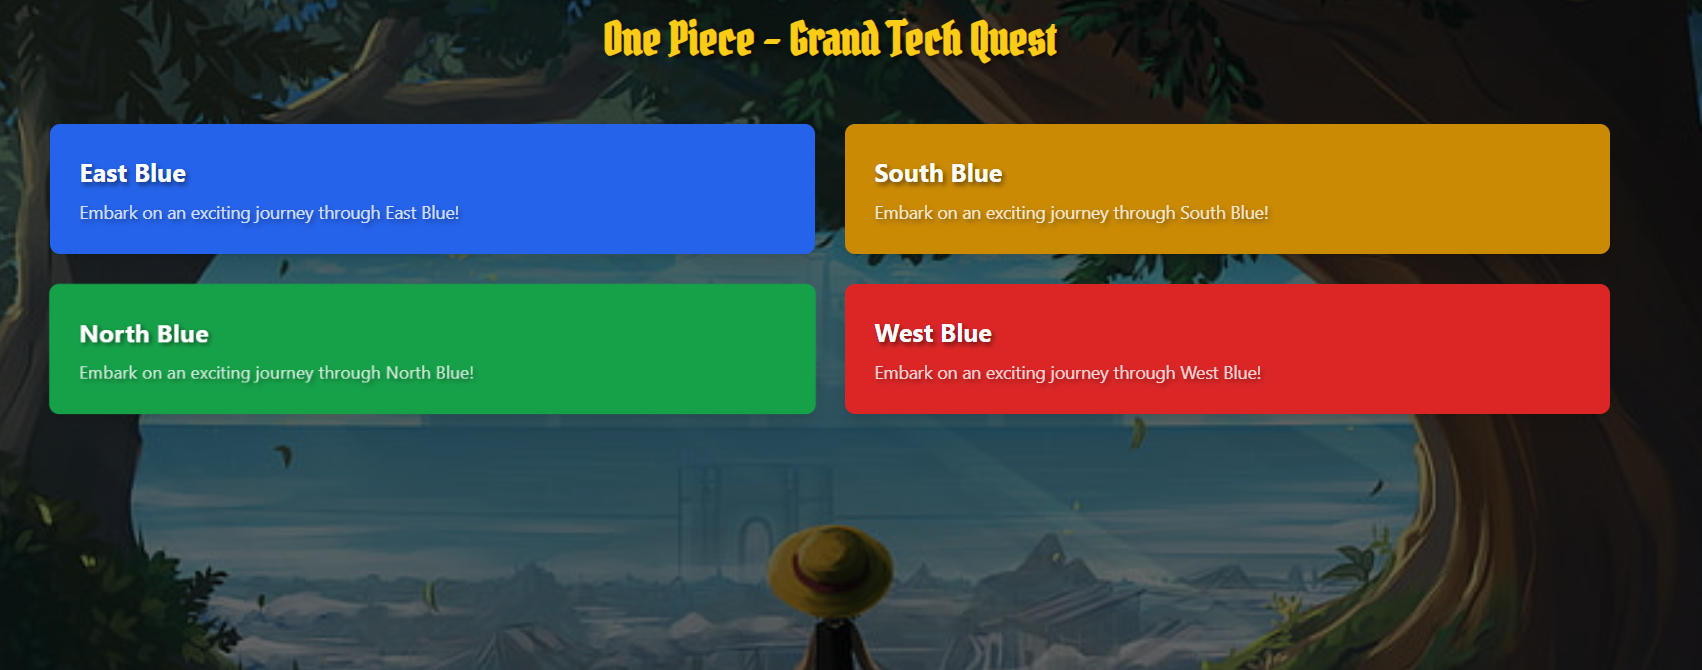 One Piece - Grand Tech Quest
East Blue
Embark on an exciting journey through East Blue!
South Blue
Embark on an exciting journey through South Blue!
North Blue
Embark on an exciting journey through North Blue!
West Blue
Embark on an exciting journey through West Blue!